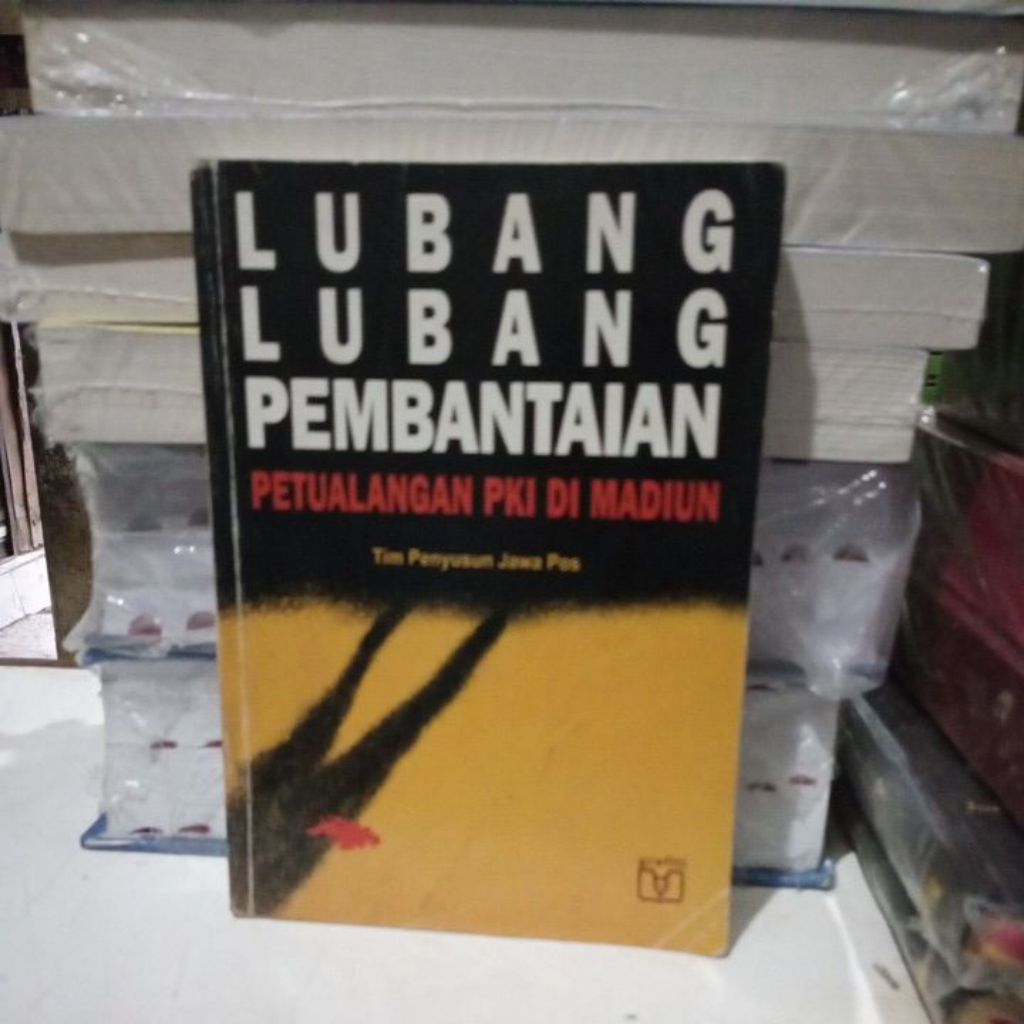 LUBANG
LUBANG
PEMBANTAIAN
PETUALANGAN PKI DI MADIUN
Tim Penyusun Jawa Pos